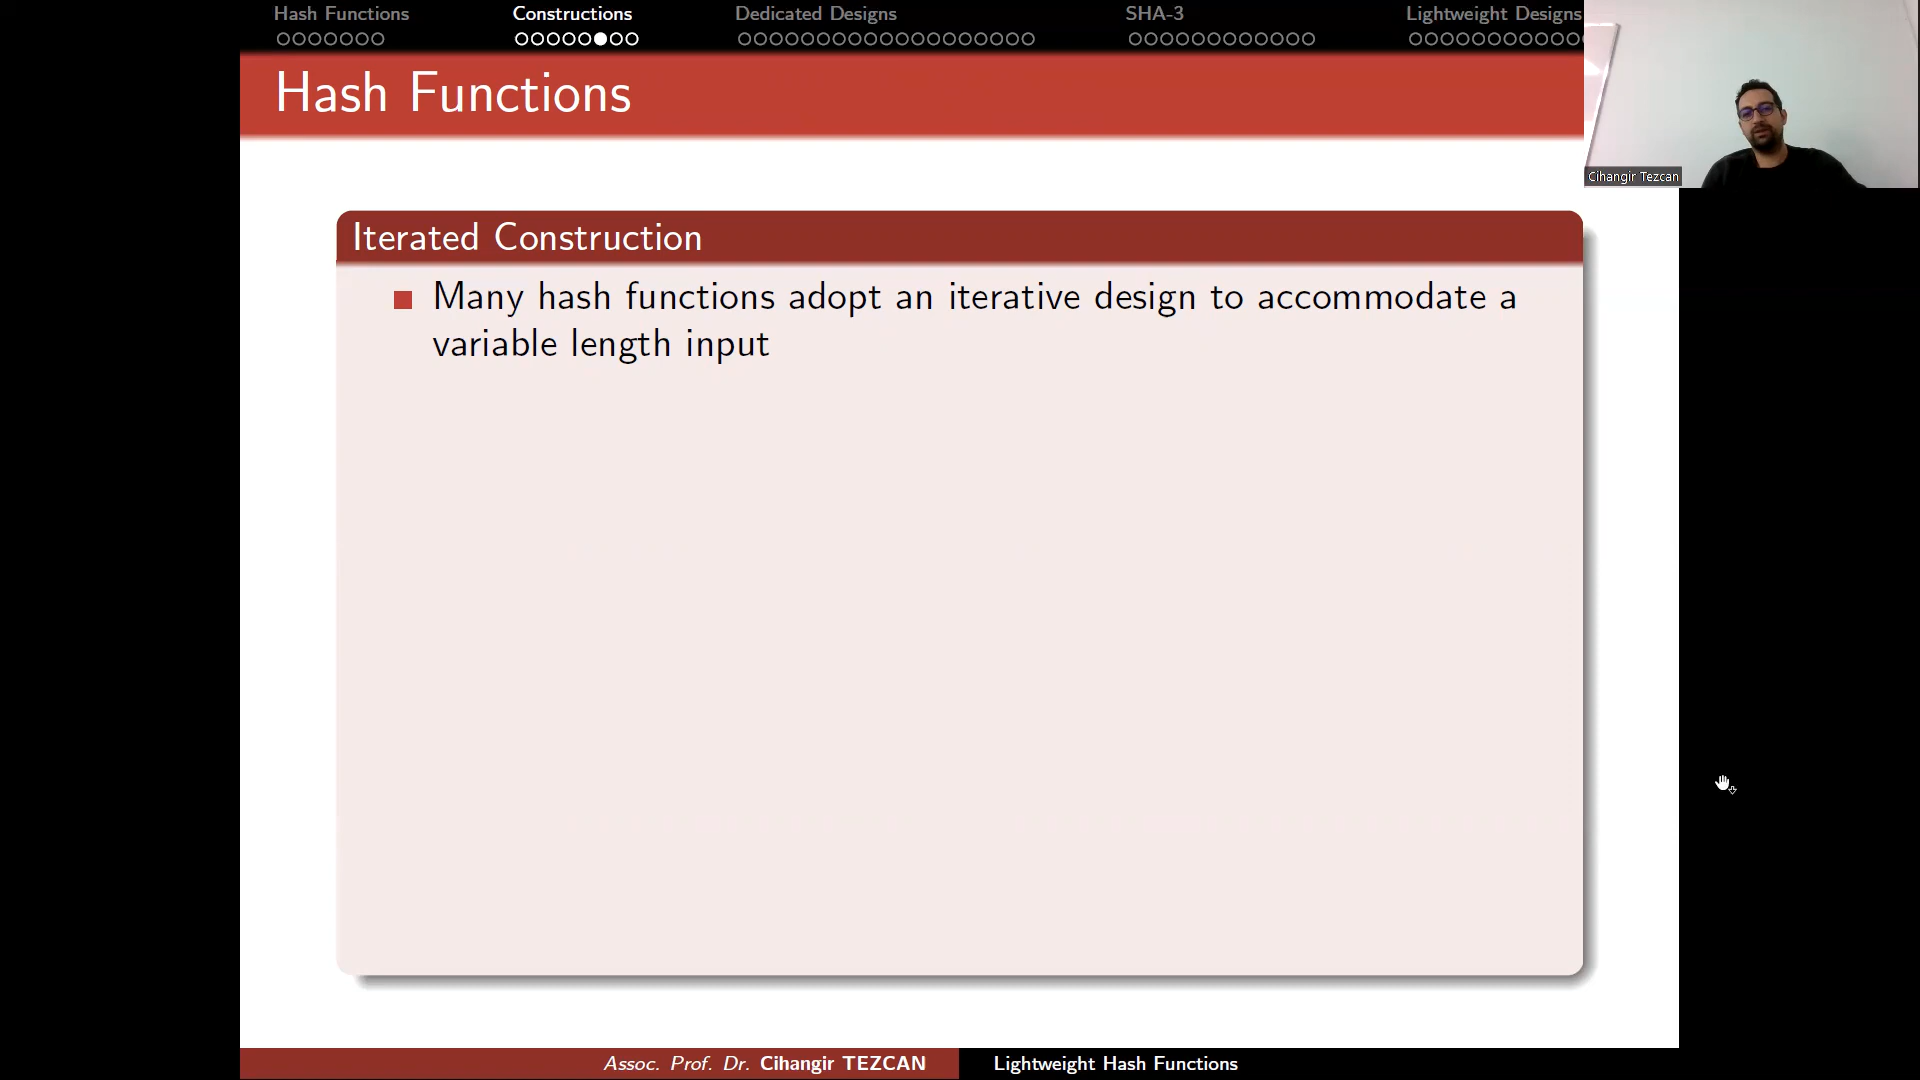 Hash Functions Constructions Dedicated Designs SHA-3 Lightweight Designs
Hash Functions
Cihangir Tezcan
Iterated Construction
Many hash functions adopt an iterative design to accommodate a
variable length input
Assoc. Prof. Dr. Cihangir TEZCAN Lightweight Hash Functions